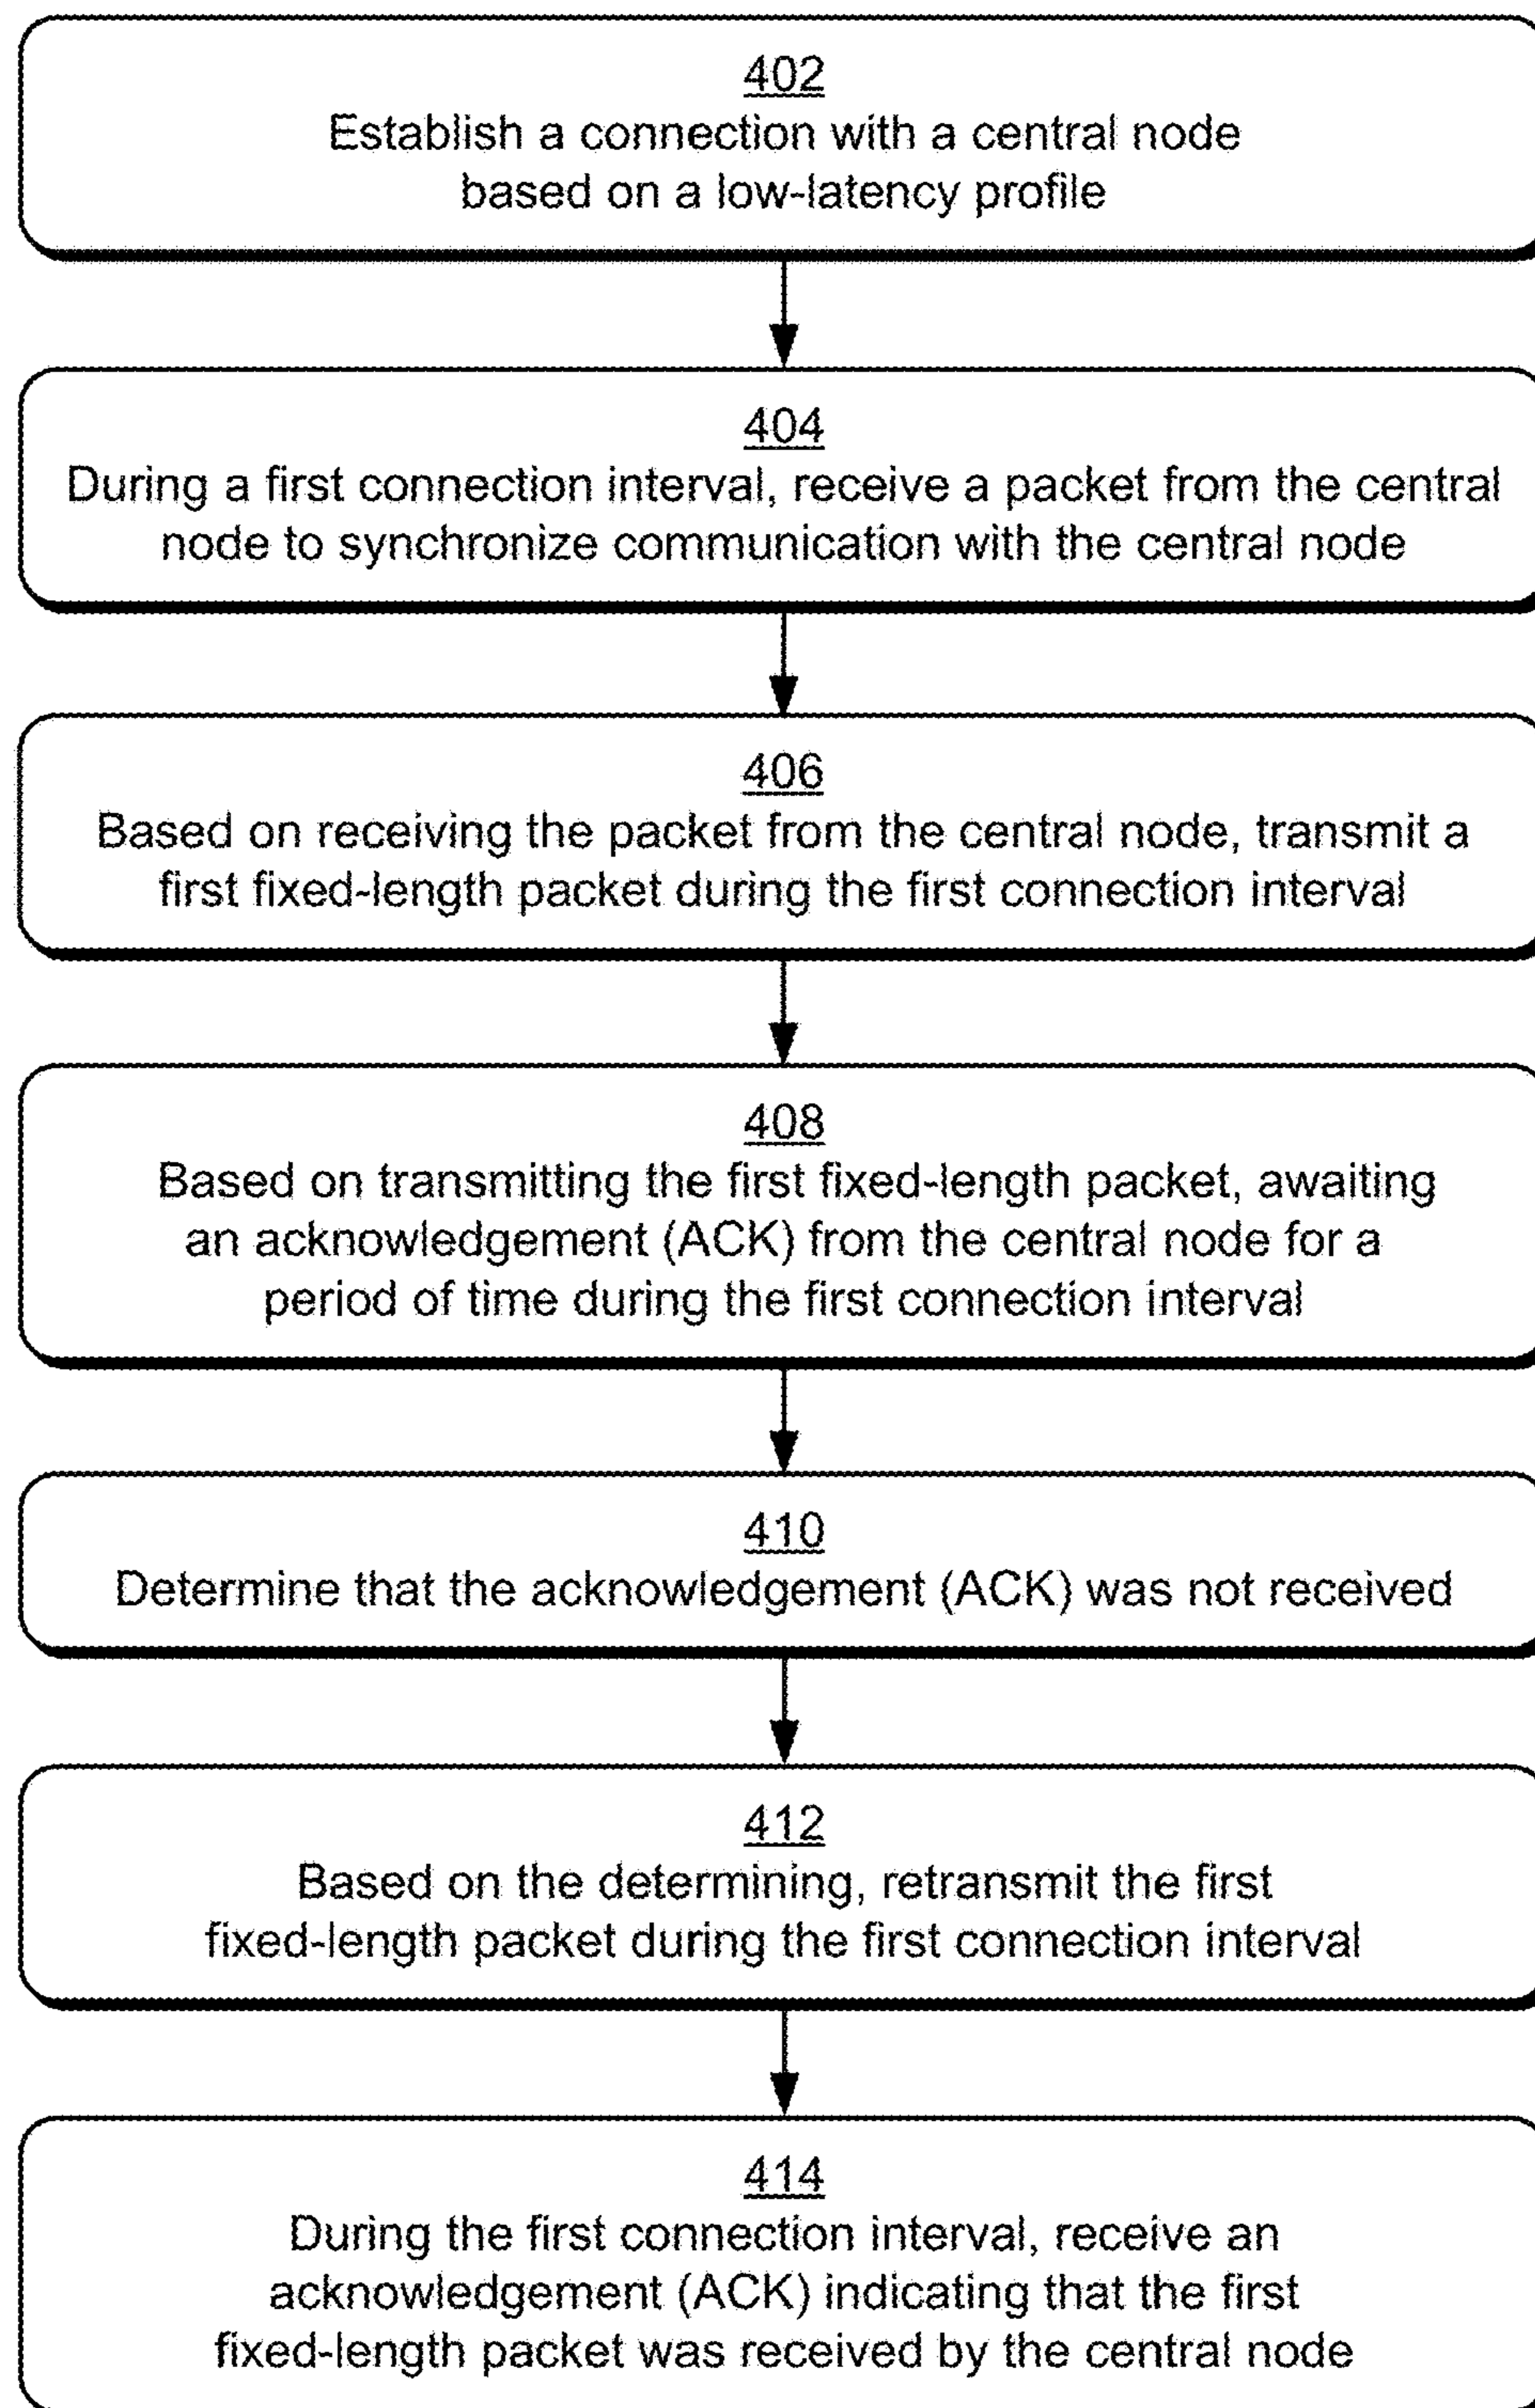 402
Establish a connection with a central node
based on a low-latency profile
404
During a first connection interval, receive a packet from the central
node to synchronize communication with the central node
406
Based on receiving the packet from the central node, transmit a
first fixed-length packet during the first connection interval
408
Based on transmitting the first fixed-length packet, awaiting
an acknowledgement (ACK) from the central node for a
period of time during the first connection interval
410
Determine that the acknowledgement (ACK) was not received
412
Based on the determining, retransmit the first
fixed-length packet during the first connection interval
414
During the first connection interval, receive an
acknowledgement (ACK) indicating that the first
fixed-length packet was received by the central node